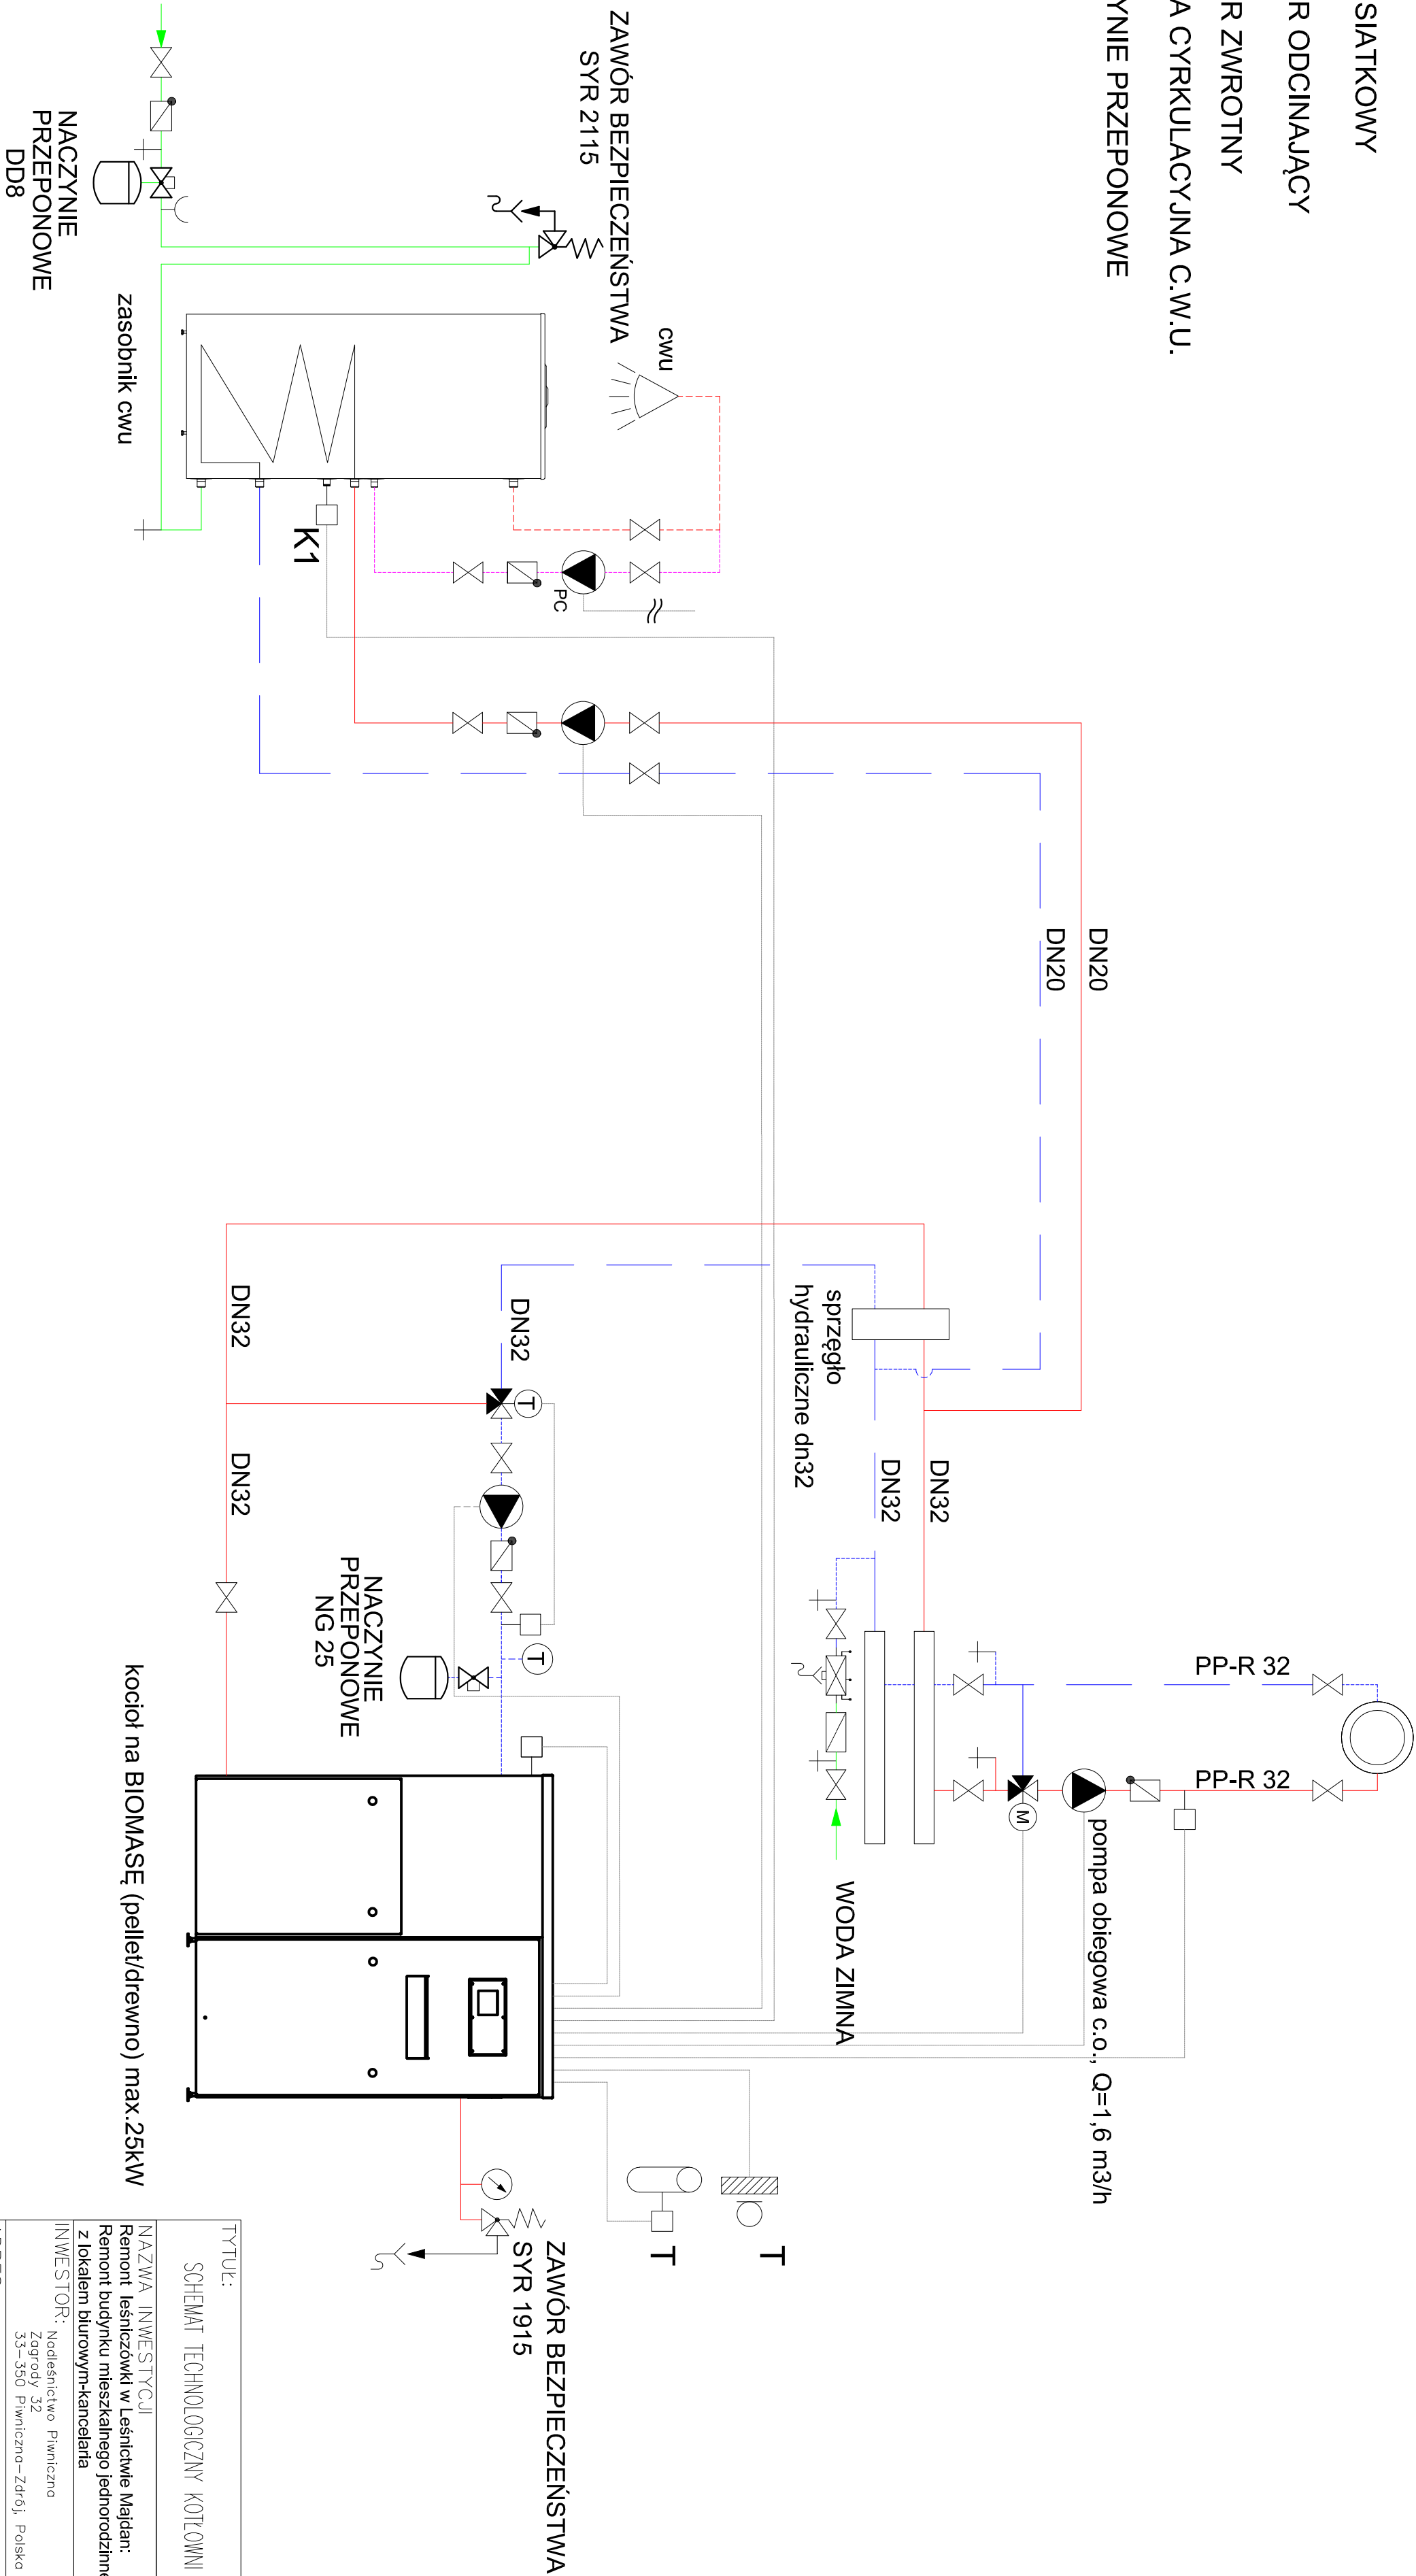 SIATKOWY
R ODCINAJĄCY
R ZWROTNY
A CYRKULACYJNA C.W.U.
YNIE PRZEPONOWE
PP-R 32
PP-R 32
pompa obiegowa c.o., Q=1,6 m3/h
M
DN20
DN20
DN32
DN32
WODA ZIMNA
sprzęgło
hydrauliczne dn32
cwu
ZAWÓR BEZPIECZEŃSTWA
SYR 2115
PC
K1
T
T
DN32
T
T
NACZYNIE
PRZEPONOWE
NG 25
ZAWÓR BEZPIECZEŃSTWA
SYR 1915
DN32
DN32
zasobnik cwu
kocioł na BIOMASĘ (pellet/drewno) max.25kW
NACZYNIE
PRZEPONOWE
DD8
TYTUŁ:
SCHEMAT TECHNOLOGICZNY KOTŁOWNI
NAZWA INWESTYCJI
Remont leśniczówki w Leśnictwie Majdan:
Remont budynku mieszkalnego jednorodzinne
z lokalem biurowym-kancelaria
INWESTOR:
Nadleśnictwo Piwniczna
Zagrody 32
33-350 Piwniczna-Zdrój, Polska